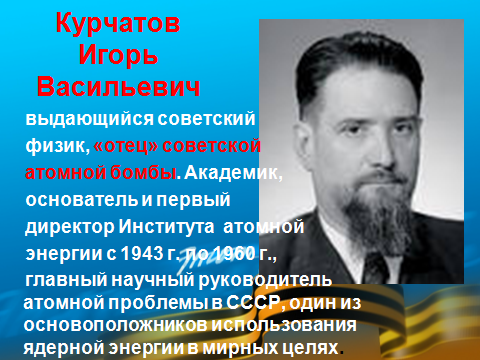 Курчатов
Игорь
Васильевич
выдающийся советский
физик, «отец» советской
атомной бомбы. Академик,
основатель и первый
директор Института атомной
энергии с 1943 г. по 1960 г.,
главный научный руководитель
атомной проблемы в СССР, один из
основоположников использования
ядерной энергии в мирных целях.